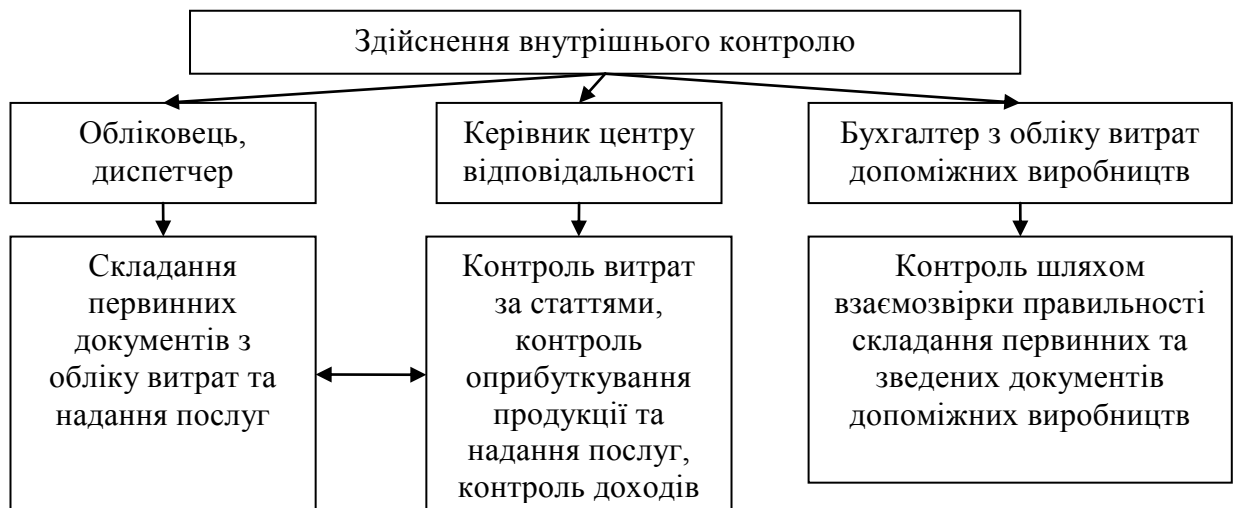 Здійснення внутрішнього контролю
Обліковець,
диспетчер
Керівник центру
відповідальності
Бухгалтер з обліку витрат
допоміжних виробництв
Складання
первинних
документів з
обліку витрат та
надання послуг
Контроль витрат
за статтями,
контроль
оприбуткування
продукції та
надання послуг,
контроль доходів
Контроль шляхом
взаємозвірки правильності
складання первинних та
зведених документів
допоміжних виробництв